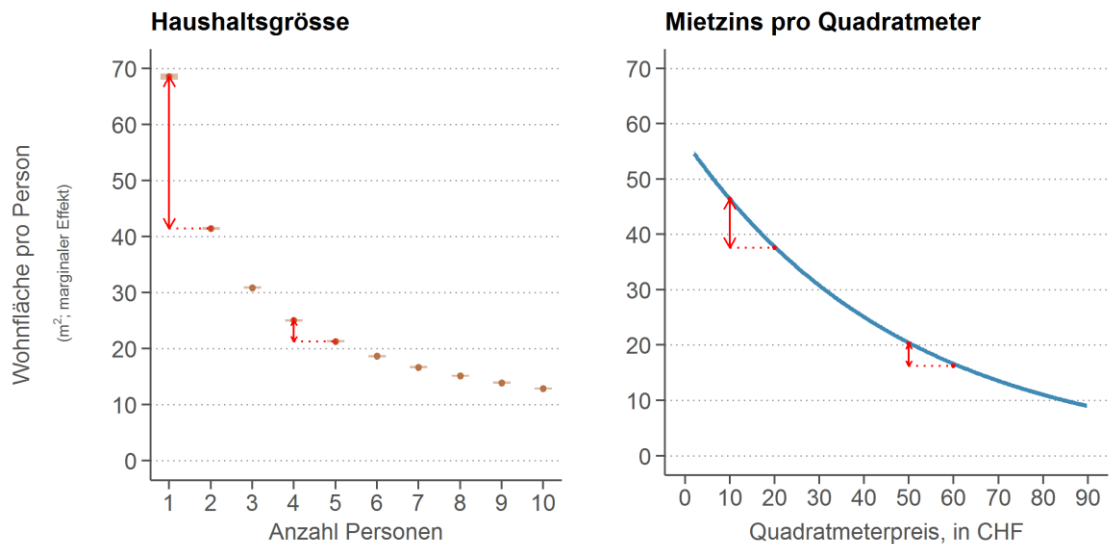 Haushaltsgrösse
Wohnfläche pro Person
(m²; marginaler Effekt)
70
60
50
40
30
20
10
0
1 2 3 4 5 6 7 8 9 10
Anzahl Personen
Mietzins pro Quadratmeter
70
60
50
40
30
20
10
0
0 10 20 30 40 50 60 70 80 90
Quadratmeterpreis, in CHF